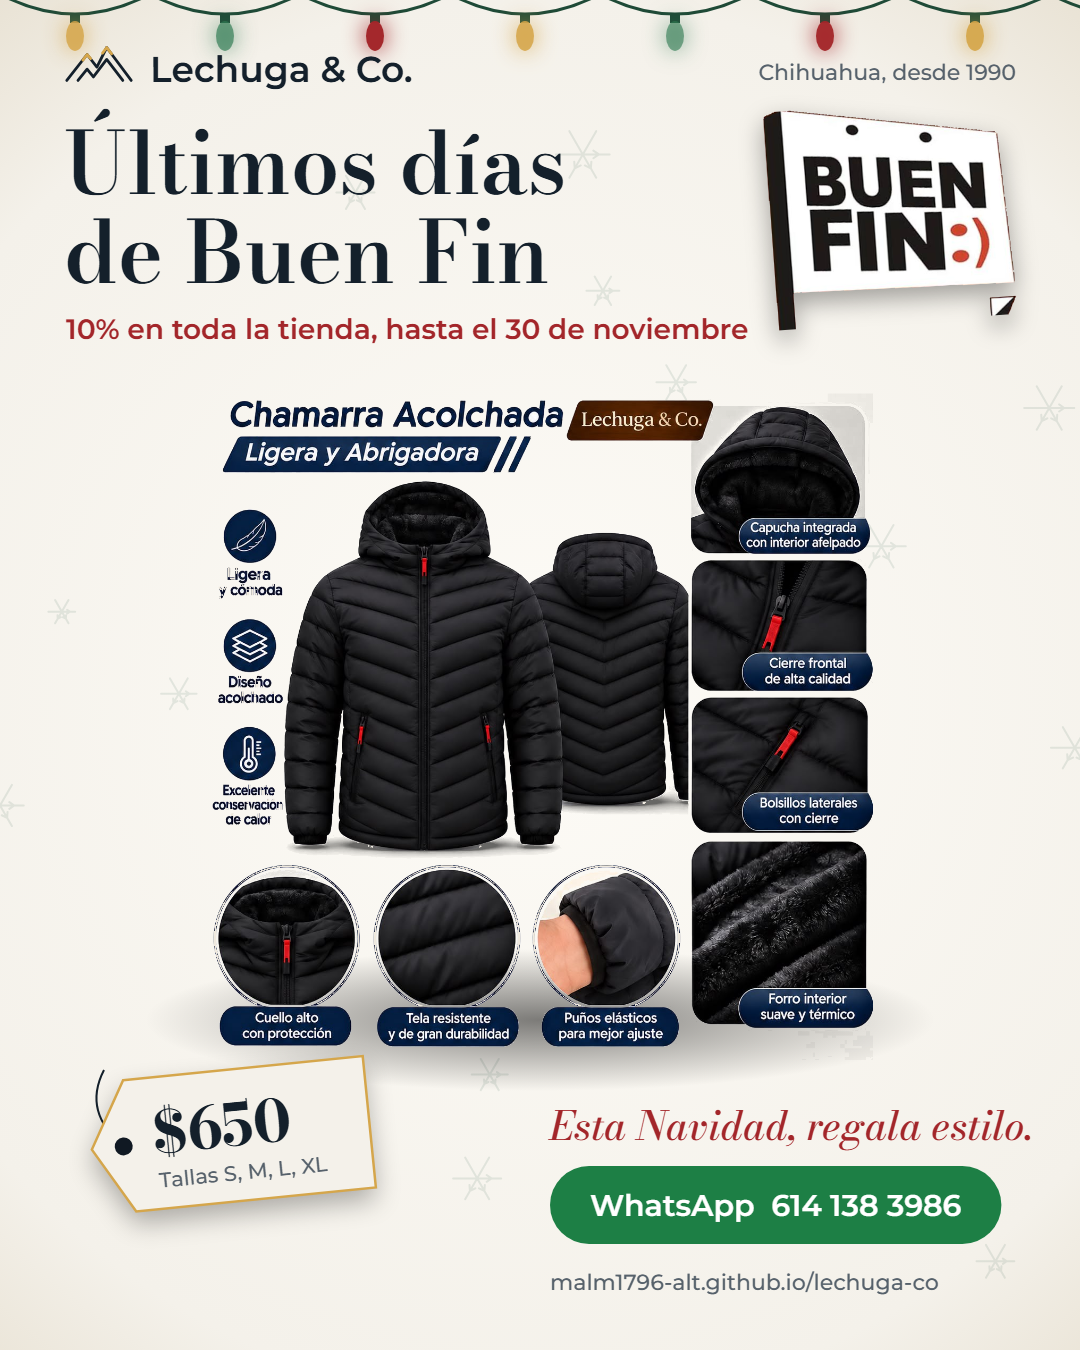 Lechuga & Co.
Chihuahua, desde 1990
Últimos días
de Buen Fin
10% en toda la tienda, hasta el 30 de noviembre
BUEN
FIN:)
Chamarra Acolchada
Lechuga & Co.
Ligera y Abrigadora
Capucha integrada
con interior afelpado
Ligera
y cómoda
Cierre frontal
de alta calidad
Diseño
acolchado
Bolsillos laterales
con cierre
Excelente
conservación
de calor
Forro interior
suave y térmico
Cuello alto
con protección
Tela resistente
y de gran durabilidad
Puños elásticos
para mejor ajuste
$650
Tallas S, M, L, XL
Esta Navidad, regala estilo.
WhatsApp 614 138 3986
malm1796-alt.github.io/lechuga-co